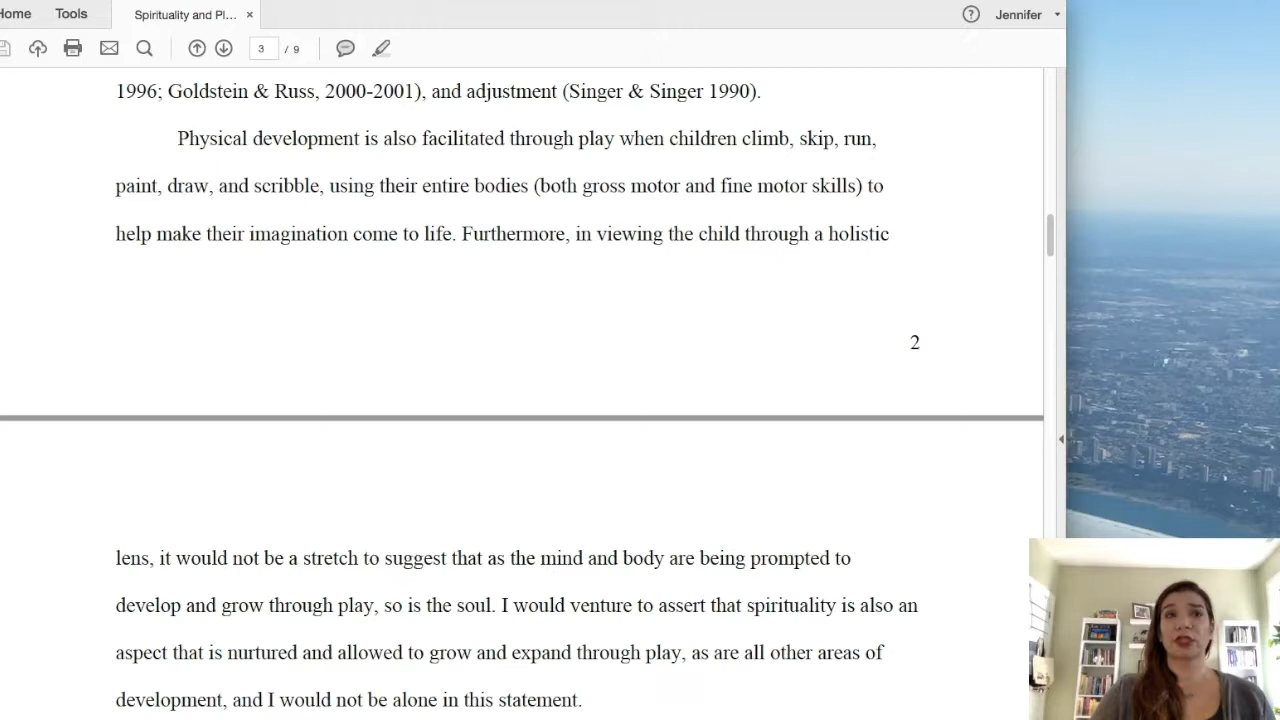 Home Tools Spirituality and Pl... × ? Jennifer
3 / 9
1996; Goldstein & Russ, 2000-2001), and adjustment (Singer & Singer 1990).
Physical development is also facilitated through play when children climb, skip, run,
paint, draw, and scribble, using their entire bodies (both gross motor and fine motor skills) to
help make their imagination come to life. Furthermore, in viewing the child through a holistic
2
lens, it would not be a stretch to suggest that as the mind and body are being prompted to
develop and grow through play, so is the soul. I would venture to assert that spirituality is also an
aspect that is nurtured and allowed to grow and expand through play, as are all other areas of
development, and I would not be alone in this statement.